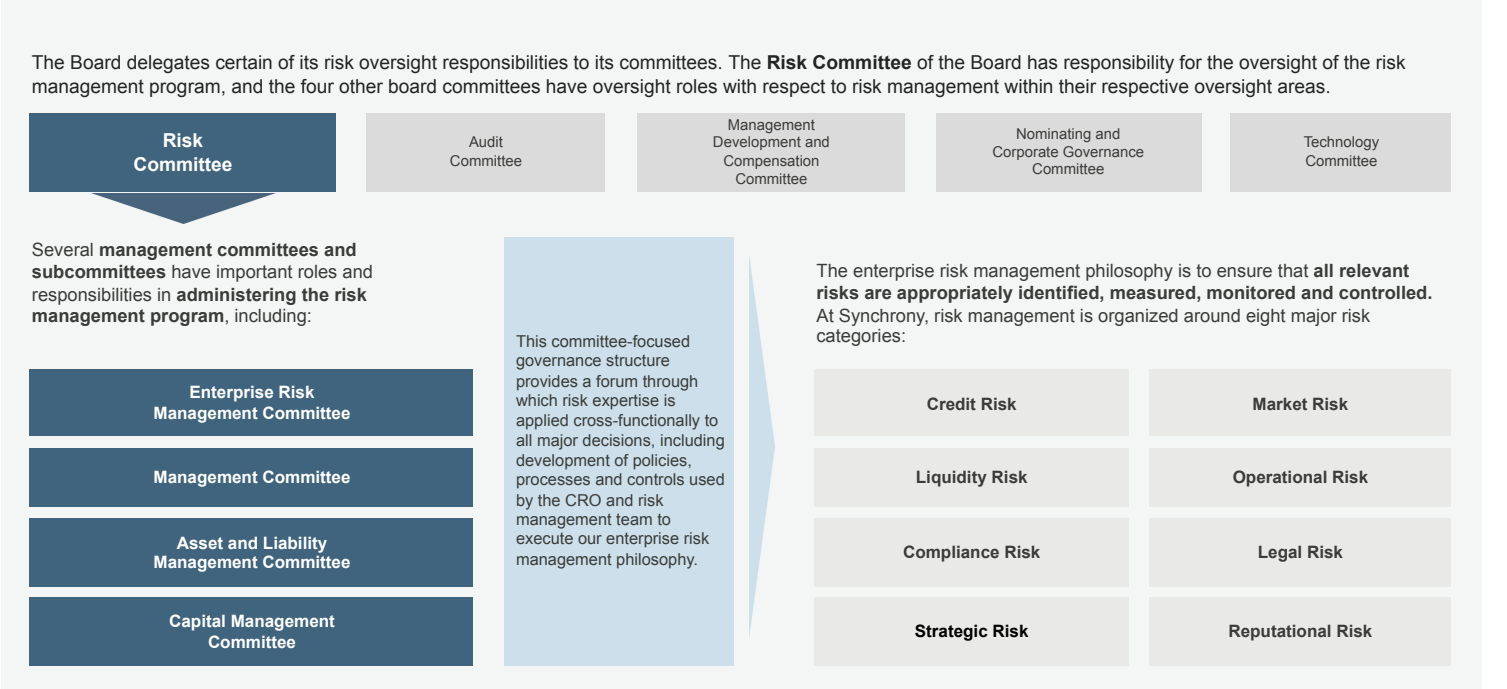 The Board delegates certain of its risk oversight responsibilities to its committees. The Risk Committee of the Board has responsibility for the oversight of the risk
management program, and the four other board committees have oversight roles with respect to risk management within their respective oversight areas.
Risk
Committee
Audit
Committee
Management
Development and
Compensation
Committee
Nominating and
Corporate Governance
Committee
Technology
Committee
Several management committees and
subcommittees have important roles and
responsibilities in administering the risk
management program, including:
Enterprise Risk
Management Committee
Management Committee
Asset and Liability
Management Committee
Capital Management
Committee
This committee-focused
governance structure
provides a forum through
which risk expertise is
applied cross-functionally to
all major decisions, including
development of policies,
processes and controls used
by the CRO and risk
management team to
execute our enterprise risk
management philosophy.
The enterprise risk management philosophy is to ensure that all relevant
risks are appropriately identified, measured, monitored and controlled.
At Synchrony, risk management is organized around eight major risk
categories:
Credit Risk
Market Risk
Liquidity Risk
Operational Risk
Compliance Risk
Legal Risk
Strategic Risk
Reputational Risk